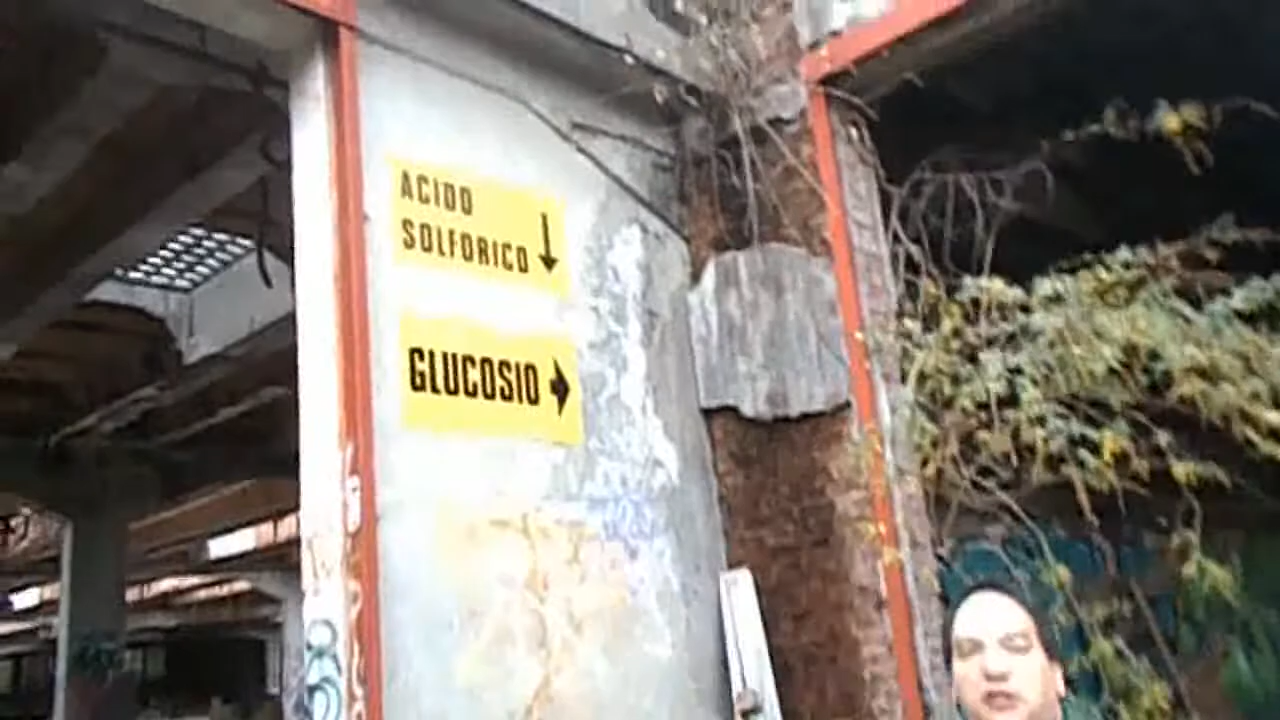 ACIDO
SOLFORICO ↓
GLUCOSIO →